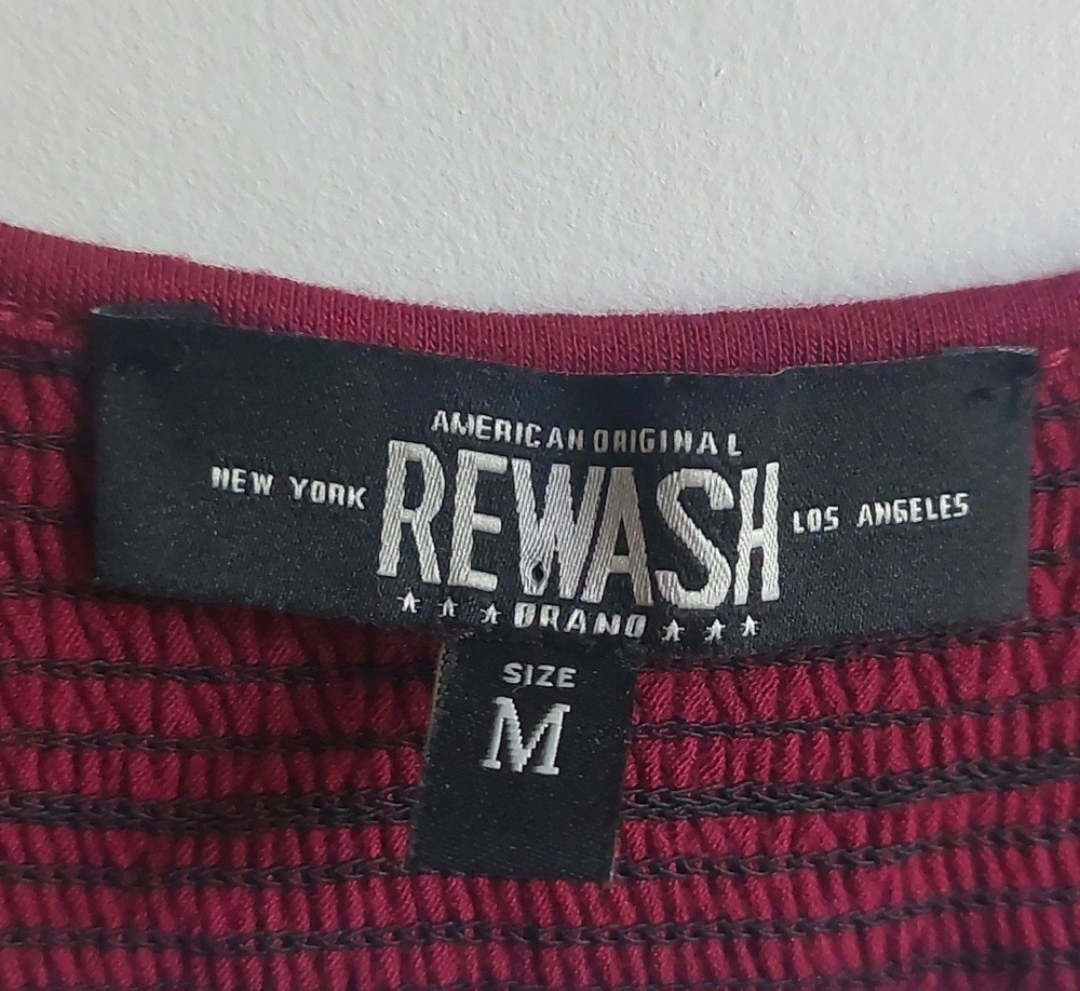 AMERICAN ORIGINAL
NEW YORK REWASH LOS ANGELES
BRAND
SIZE
M